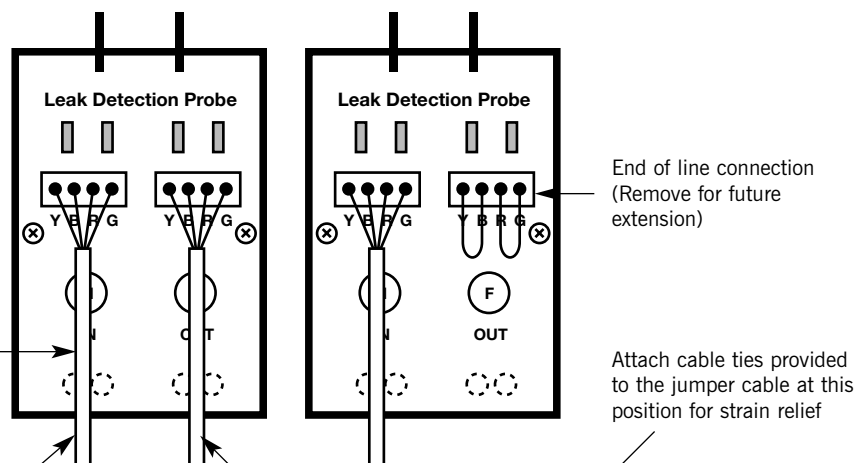 Leak Detection Probe
Y B R G
Y B R G
OUT
Leak Detection Probe
Y B R G
Y B R G
F
OUT
End of line connection
(Remove for future
extension)
Attach cable ties provided
to the jumper cable at this
position for strain relief